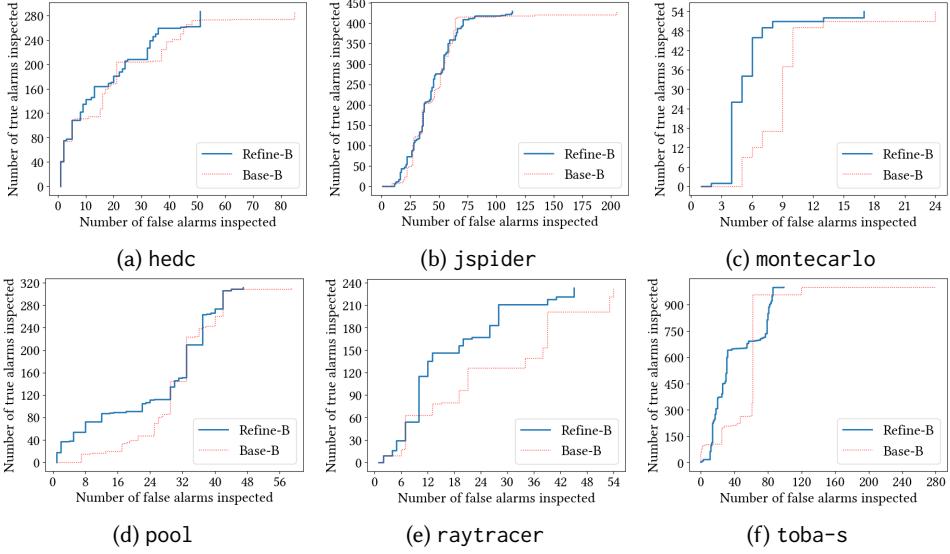 Number of true alarms inspected
280
240
200
160
120
80
40
0
Refine-B
Base-B
0 10 20 30 40 50 60 70 80
Number of false alarms inspected
(a) hedc
Number of true alarms inspected
450
400
350
300
250
200
150
100
50
0
Refine-B
Base-B
0 25 50 75 100 125 150 175 200
Number of false alarms inspected
(b) jspider
Number of true alarms inspected
54
48
42
36
30
24
18
12
6
0
Refine-B
Base-B
3 6 9 12 15 18 21 24
Number of false alarms inspected
(c) montecarlo
Number of true alarms inspected
320
280
240
200
160
120
80
40
0
Refine-B
Base-B
0 8 16 24 32 40 48 56
Number of false alarms inspected
(d) pool
Number of true alarms inspected
240
210
180
150
120
90
60
30
0
Refine-B
Base-B
0 6 12 18 24 30 36 42 48 54
Number of false alarms inspected
(e) raytracer
Number of true alarms inspected
900
750
600
450
300
150
0
Refine-B
Base-B
0 40 80 120 160 200 240 280
Number of false alarms inspected
(f) toba-s